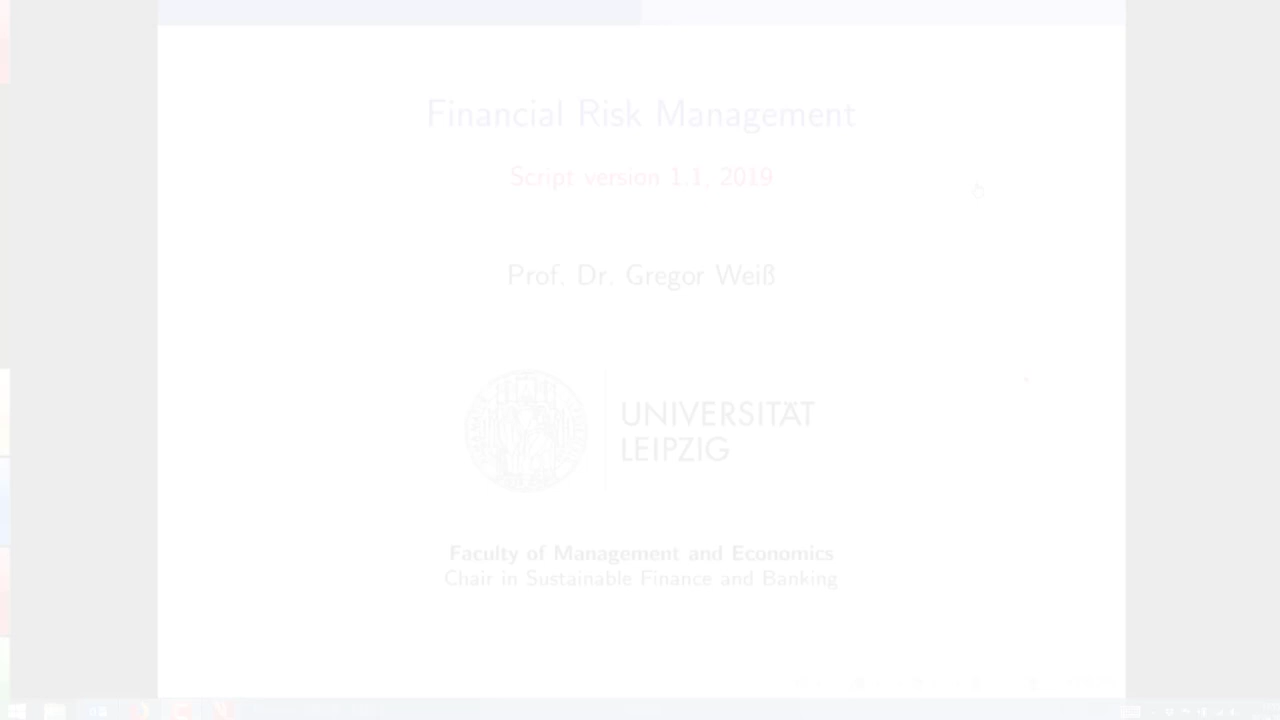 Financial Risk Management
Script version 1.1, 2019
Prof. Dr. Gregor Weiß
UNIVERSITÄT
LEIPZIG
Faculty of Management and Economics
Chair in Sustainable Finance and Banking